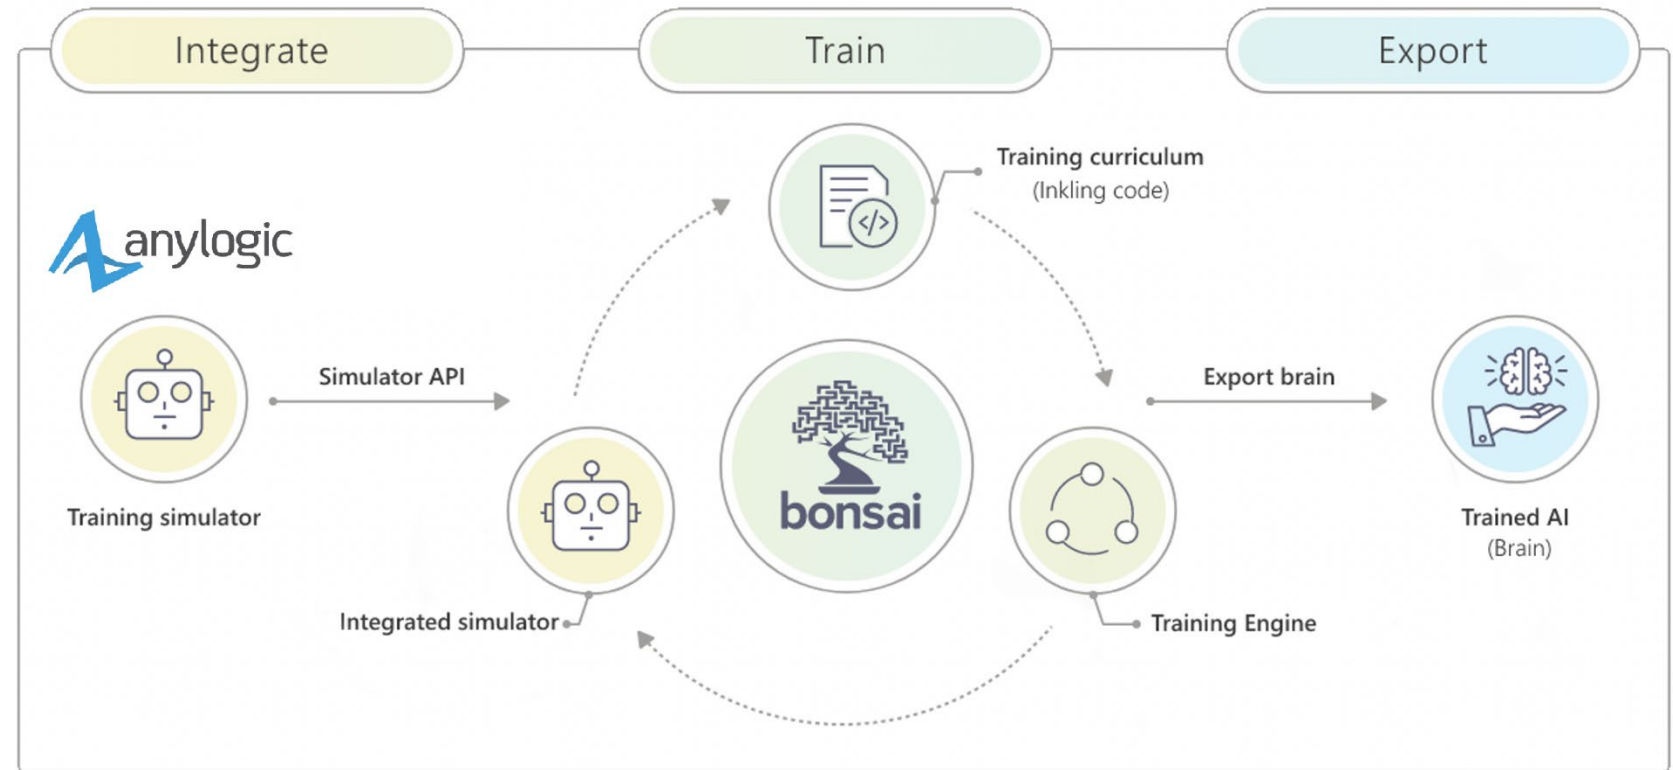 Integrate
Train
Export
Training curriculum
(Inkling code)
</>
anylogic
Simulator API
Export brain
bonsai
Training simulator
Trained AI
(Brain)
Integrated simulator
Training Engine